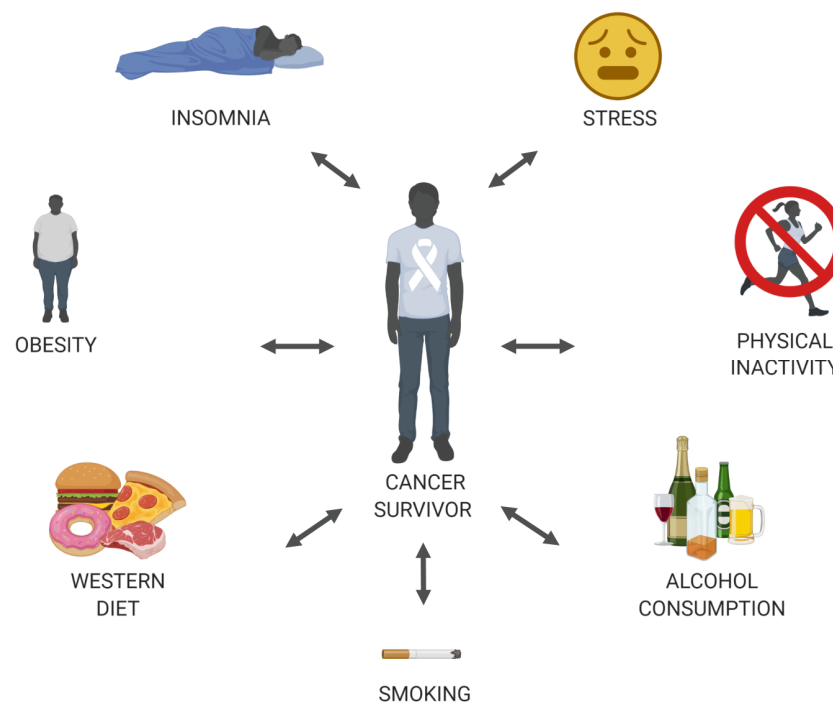 INSOMNIA
STRESS
OBESITY
PHYSICAL
INACTIVITY
CANCER
SURVIVOR
WESTERN
DIET
ALCOHOL
CONSUMPTION
SMOKING